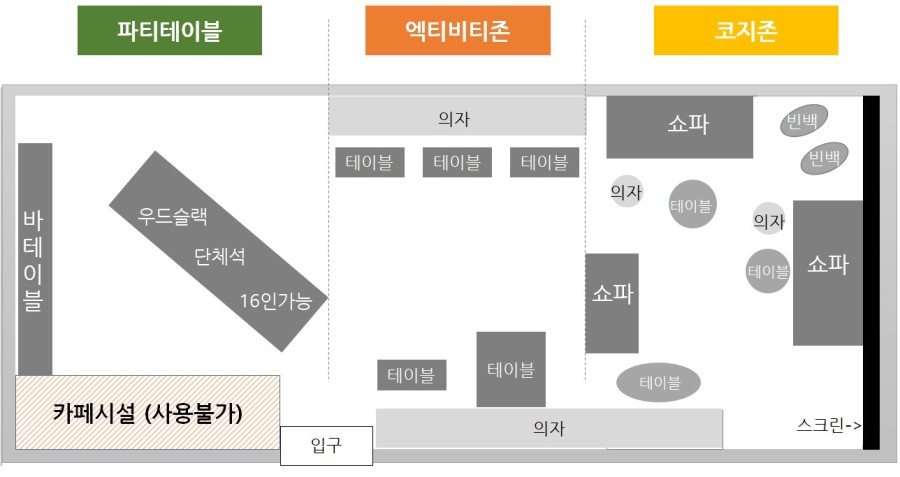 파티테이블
엑티비티존
코지존
의자
테이블
테이블
테이블
쇼파
빈백
빈백
의자
테이블
의자
테이블
쇼파
쇼파
바테이블
우드슬랙
단체석
16인가능
테이블
테이블
테이블
카페시설 (사용불가)
입구
의자
스크린->